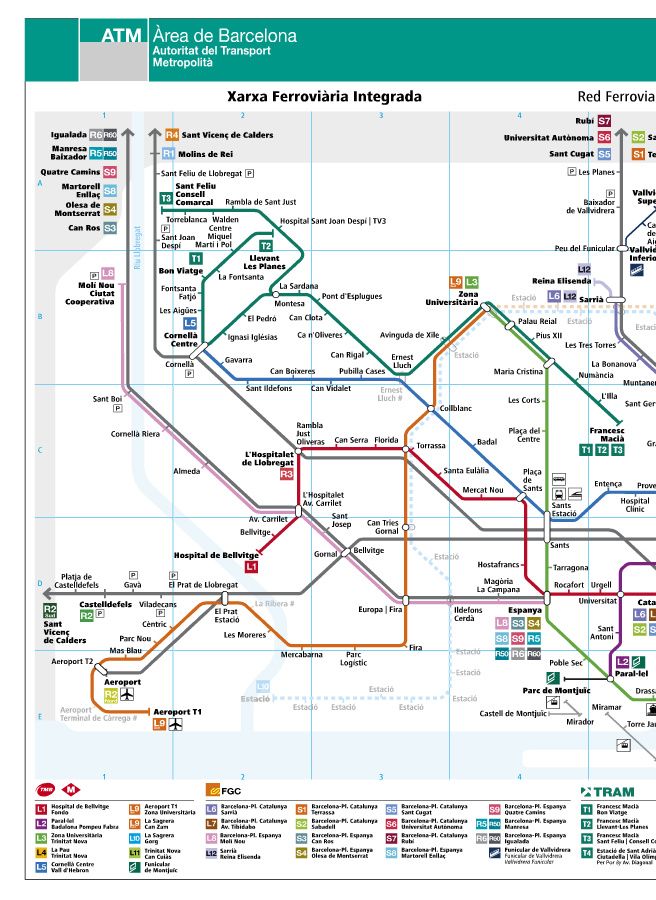 ATM
Àrea de Barcelona
Autoritat del Transport
Metropolità
Xarxa Ferroviària Integrada
Red Ferrovia
1
2
3
4
Igualada R6 R60
Manresa
Baixador R5 R50
Quatre Camins S9
Martorell
Enllaç S8
Olesa de
Montserrat S4
Can Ros S3
R4 Sant Vicenç de Calders
R1 Molins de Rei
Sant Feliu de Llobregat P
T3 Sant Feliu
Consell
Comarcal
Rambla de Sant Just
Torreblanca
Walden
Centre
Miquel
Martí i Pol
Hospital Sant Joan Despí | TV3
Sant Joan
Despí
T2
Llevant
Les Planes
T1
Bon Viatge
La Fontsanta
Fontsanta
Fatjó
Les Aigües
L5
Cornellà
Centre
Cornellà
La Sardana
Montesa
Pont d'Esplugues
El Pedró
Can Clota
Ignasi Iglésias
Ca n'Oliveres
Can Rigal
Gavarra
Can Boixeres
Pubilla Cases
Sant Ildefons
Can Vidalet
Ernest
Lluch
Ernest
Lluch #
Avinguda de Xile
L9 L3
Zona
Universitària
Estació
Estació
Palau Reial
Pius XII
Maria Cristina
Numància
L'Illa
Francesc
Macià
T1 T2 T3
Les Corts
Plaça del
Centre
Rubí S7
Universitat Autònoma S6
Sant Cugat S5
S2
S1
Les Planes
Baixador
de Vallvidrera
Peu del Funicular
L12
Reina Elisenda
L6 L12
Sarrià
Les Tres Torres
La Bonanova
Riu Llobregat
L8
Molí Nou
Ciutat
Cooperativa
Sant Boi
Cornellà Riera
Almeda
A
B
C
D
E
Collblanc
Badal
Rambla
Just
Oliveras
Can Serra
Florida
Torrassa
Santa Eulàlia
Mercat Nou
Plaça
de
Sants
Sants
Estació
Sants
Entença
Hospital
Clínic
L'Hospitalet
de Llobregat
R3
L'Hospitalet
Av. Carrilet
Av. Carrilet
Bellvitge
Hospital de Bellvitge
L1
Sant
Josep
Gornal
Bellvitge
Can Tries
Gornal
Estació
Hostafrancs
Tarragona
Magòria
La Campana
Rocafort
Urgell
Universitat
Platja de
Castelldefels
Gavà
El Prat de Llobregat
R2
Sud
Sant
Vicenç
de Calders
Castelldefels
R2
Viladecans
Cèntric
Parc Nou
Mas Blau
El Prat
Estació
La Ribera #
Les Moreres
Mercabarna
Parc
Logístic
Fira
Europa | Fira
Ildefons
Cerdà
Espanya
L8 S3 S4
S8 S9 R5
R50 R6 R60
Sant
Antoni
L2
Paral·lel
Poble Sec
Parc de Montjuïc
Castell de Montjuïc
Mirador
Miramar
Aeroport T2
Aeroport
R2
Aeroport
Terminal de Càrrega #
Aeroport T1
L9
L10
Estació
Estació
Estació
Estació
Estació
Estació
1
2
3
4
TMB M
FGC
TRAM
L1 Hospital de Bellvitge
Fondo
L2 Paral·lel
Badalona Pompeu Fabra
L3 Zona Universitària
Trinitat Nova
L4 La Pau
Trinitat Nova
L5 Cornellà Centre
Vall d'Hebron
L9 Aeroport T1
Zona Universitària
L9 La Sagrera
Can Zam
L10 La Sagrera
Gorg
L11 Trinitat Nova
Can Cuiàs
Funicular
de Montjuïc
L6 Barcelona-Pl. Catalunya
Sarrià
L7 Barcelona-Pl. Catalunya
Av. Tibidabo
L8 Barcelona-Pl. Espanya
Molí Nou
L12 Sarrià
Reina Elisenda
S1 Barcelona-Pl. Catalunya
Terrassa
S2 Barcelona-Pl. Catalunya
Sabadell
S3 Barcelona-Pl. Espanya
Can Ros
S4 Barcelona-Pl. Espanya
Olesa de Montserrat
S5 Barcelona-Pl. Catalunya
Sant Cugat
S6 Barcelona-Pl. Catalunya
Universitat Autònoma
S7 Barcelona-Pl. Catalunya
Rubí
S8 Barcelona-Pl. Espanya
Martorell Enllaç
S9 Barcelona-Pl. Espanya
Quatre Camins
R5 R50 Barcelona-Pl. Espanya
Manresa
R6 R60 Barcelona-Pl. Espanya
Igualada
Funicular de Vallvidrera
Funicular de Vallvidrera
Vallvidrera Funicular
T1 Francesc Macià
Bon Viatge
T2 Francesc Macià
Llevant-Les Planes
T3 Francesc Macià
Sant Feliu | Consell Co
T4 Estació de Sant Adrià
Ciutadella | Vila Olímp